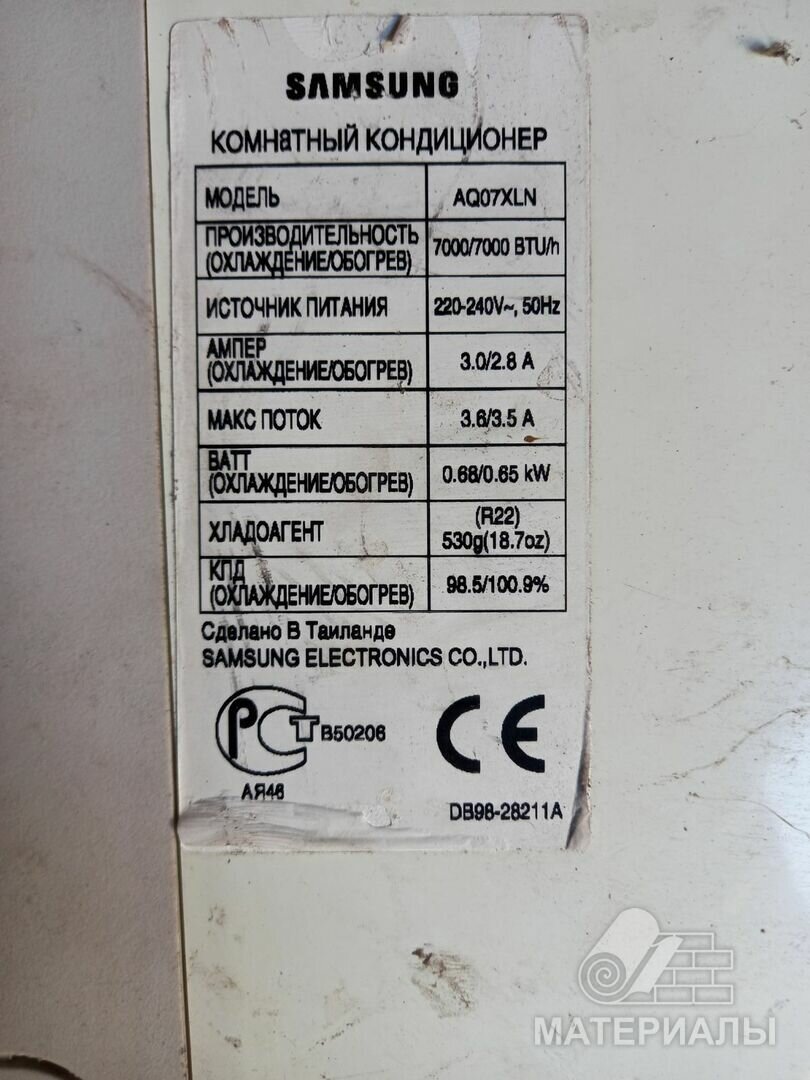 SAMSUNG
КОМНАТНЫЙ КОНДИЦИОНЕР
МОДЕЛЬ AQ07XLN
ПРОИЗВОДИТЕЛЬНОСТЬ
(ОХЛАЖДЕНИЕ/ОБОГРЕВ) 7000/7000 BTU/h
ИСТОЧНИК ПИТАНИЯ 220-240V~, 50Hz
АМПЕР
(ОХЛАЖДЕНИЕ/ОБОГРЕВ) 3.0/2.8 A
МАКС ПОТОК 3.6/3.5 A
ВАТТ
(ОХЛАЖДЕНИЕ/ОБОГРЕВ) 0.68/0.65 kW
ХЛАДОАГЕНТ (R22)
530g(18.7oz)
КПД
(ОХЛАЖДЕНИЕ/ОБОГРЕВ) 98.5/100.9%
Сделано В Таиланде
SAMSUNG ELECTRONICS CO.,LTD.
РСТ B50206
CE
АЯ46
DB98-28211A
МАТЕРИАЛЫ